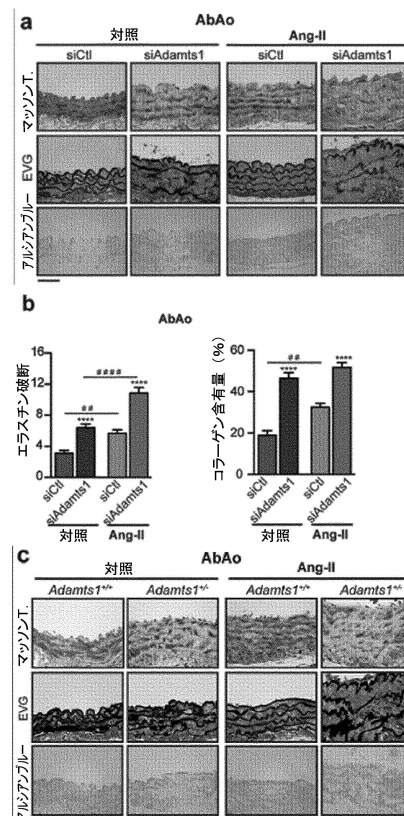 a
AbAo
対照
Ang-II
siCtl
siAdamts1
siCtl
siAdamts1
マッソンT.
EVG
アルシアンブルー
b
AbAo
エラスチン破断
16
12
8
4
0
##
####
****
****
siCtl
siAdamts1
siCtl
siAdamts1
対照
Ang-II
コラーゲン含有量 (%)
60
40
20
0
##
****
****
siCtl
siAdamts1
siCtl
siAdamts1
対照
Ang-II
c
AbAo
対照
Ang-II
Adamts1+/+
Adamts1+/-
Adamts1+/+
Adamts1+/-
マッソンT.
EVG
アルシアンブルー